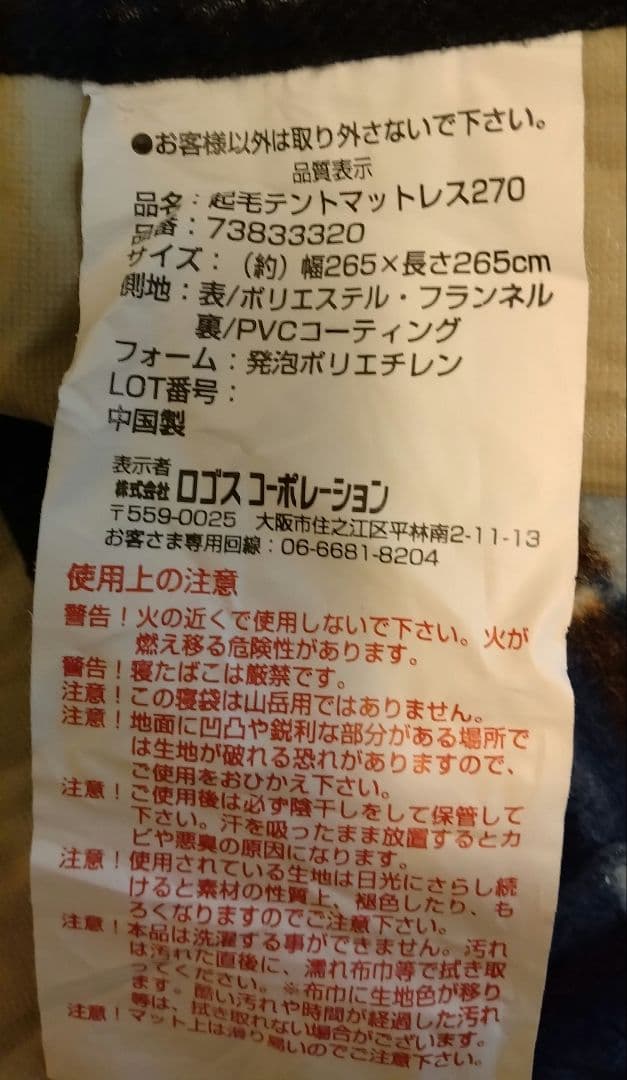 ●お客様以外は取り外さないで下さい。
品質表示
品名：起毛テントマットレス270
品番：73833320
サイズ：（約）幅265×長さ265cm
側地：表/ポリエステル・フランネル
裏/PVCコーティング
フォーム：発泡ポリエチレン
LOT番号：
中国製
表示者
株式会社 ロゴス コーポレーション
〒559-0025 大阪市住之江区平林南2-11-13
お客さま専用回線：06-6681-8204
使用上の注意
警告！火の近くで使用しないで下さい。火が
燃え移る危険性があります。
警告！寝たばこは厳禁です。
注意！この寝袋は山岳用ではありません。
注意！地面に凹凸や鋭利な部分がある場所で
は生地が破れる恐れがありますので、
ご使用をおひかえ下さい。
注意！ご使用後は必ず陰干しをして保管して
下さい。汗を吸ったまま放置するとカ
ビや悪臭の原因になります。
注意！使用されている生地は日光にさらし続
けると素材の性質上、褪色したり、も
ろくなりますのでご注意下さい。
注意！本品は洗濯する事ができません。汚れ
は汚れた直後に、濡れ布巾等で拭き取
ってください。※布巾に生地色が移り
ます。酷い汚れや時間が経過した汚れ
等は、拭き取れない場合がございます。
注意！マット上は滑り易いのでご注意下さい。